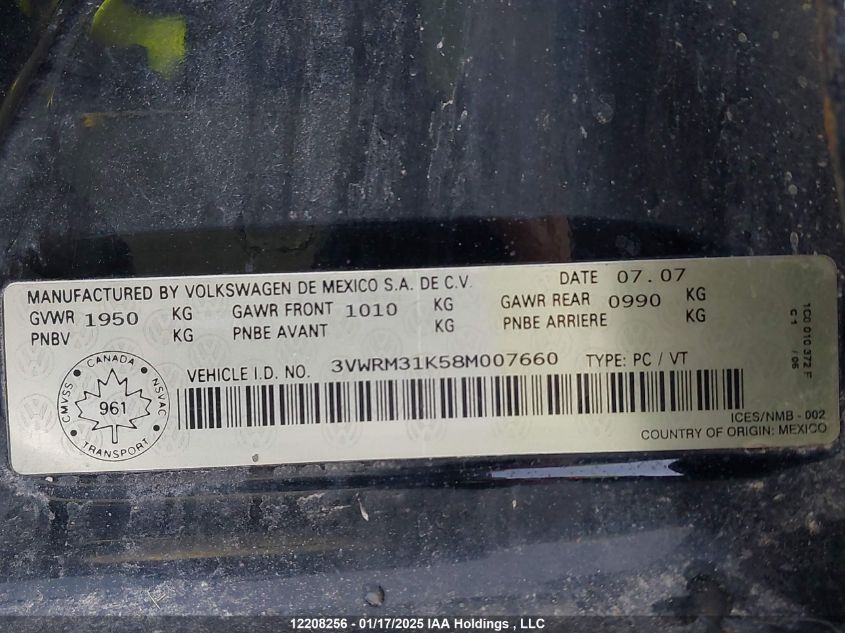 MANUFACTURED BY VOLKSWAGEN DE MEXICO S.A. DE C.V. DATE 07.07
GVWR 1950 KG GAWR FRONT 1010 KG GAWR REAR 0990 KG
PNBV KG PNBE AVANT KG PNBE ARRIERE KG
VEHICLE I.D. NO. 3VWRM31K58M007660 TYPE: PC / VT
CANADA
CMVSS
961
NSVAC
TRANSPORT
ICES/NMB - 002
COUNTRY OF ORIGIN: MEXICO
1C0 010 372 F
C 1 / 06
12208256 - 01/17/2025 IAA Holdings , LLC